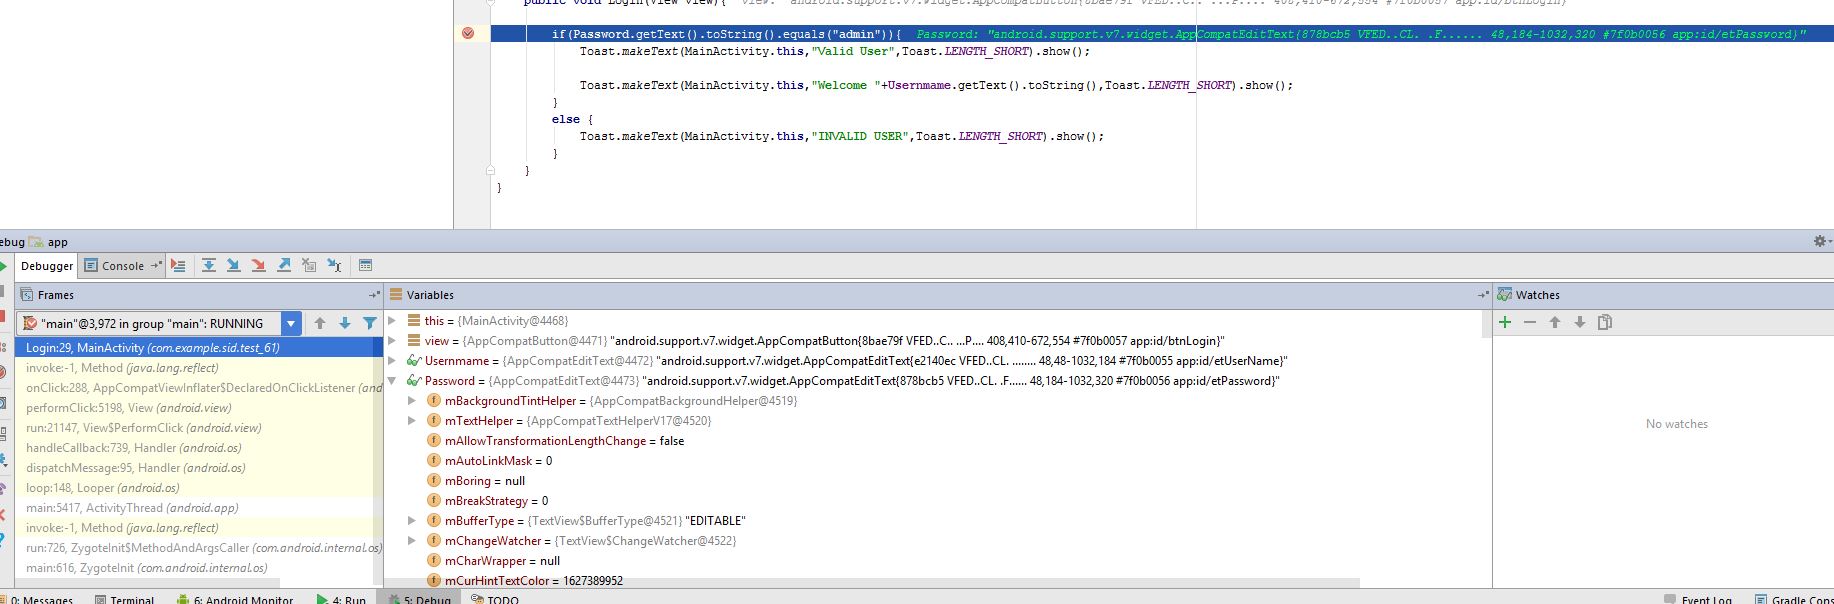 public void Login(View view){ view: "android.support.v7.widget.AppCompatButton{8bae79f VFED..C.. ...P.... 408,410-672,554 #7f0b0057 app:id/btnLogin}"
if(Password.getText().toString().equals("admin")){ Password: "android.support.v7.widget.AppCompatEditText{878bcb5 VFED..CL. .F...... 48,184-1032,320 #7f0b0056 app:id/etPassword}"
Toast.makeText(MainActivity.this,"Valid User",Toast.LENGTH_SHORT).show();
Toast.makeText(MainActivity.this,"Welcome "+Usernmame.getText().toString(),Toast.LENGTH_SHORT).show();
}
else {
Toast.makeText(MainActivity.this,"INVALID USER",Toast.LENGTH_SHORT).show();
}
}
}
ebug app
Debugger Console
Frames
"main"@3,972 in group "main": RUNNING
Login:29, MainActivity (com.example.sid.test_61)
invoke:-1, Method (java.lang.reflect)
onClick:288, AppCompatViewInflater$DeclaredOnClickListener (and
performClick:5198, View (android.view)
run:21147, View$PerformClick (android.view)
handleCallback:739, Handler (android.os)
dispatchMessage:95, Handler (android.os)
loop:148, Looper (android.os)
main:5417, ActivityThread (android.app)
invoke:-1, Method (java.lang.reflect)
run:726, ZygoteInit$MethodAndArgsCaller (com.android.internal.os)
main:616, ZygoteInit (com.android.internal.os)
Variables
this = {MainActivity@4468}
view = {AppCompatButton@4471} "android.support.v7.widget.AppCompatButton{8bae79f VFED..C.. ...P.... 408,410-672,554 #7f0b0057 app:id/btnLogin}"
Usernmame = {AppCompatEditText@4472} "android.support.v7.widget.AppCompatEditText{e2140ec VFED..CL. ........ 48,48-1032,184 #7f0b0055 app:id/etUserName}"
Password = {AppCompatEditText@4473} "android.support.v7.widget.AppCompatEditText{878bcb5 VFED..CL. .F...... 48,184-1032,320 #7f0b0056 app:id/etPassword}"
mBackgroundTintHelper = {AppCompatBackgroundHelper@4519}
mTextHelper = {AppCompatTextHelperV17@4520}
mAllowTransformationLengthChange = false
mAutoLinkMask = 0
mBoring = null
mBreakStrategy = 0
mBufferType = {TextView$BufferType@4521} "EDITABLE"
mChangeWatcher = {TextView$ChangeWatcher@4522}
mCharWrapper = null
mCurHintTextColor = 1627389952
Watches
No watches
0: Messages Terminal 6: Android Monitor 4: Run 5: Debug TODO Event Log Gradle Cons